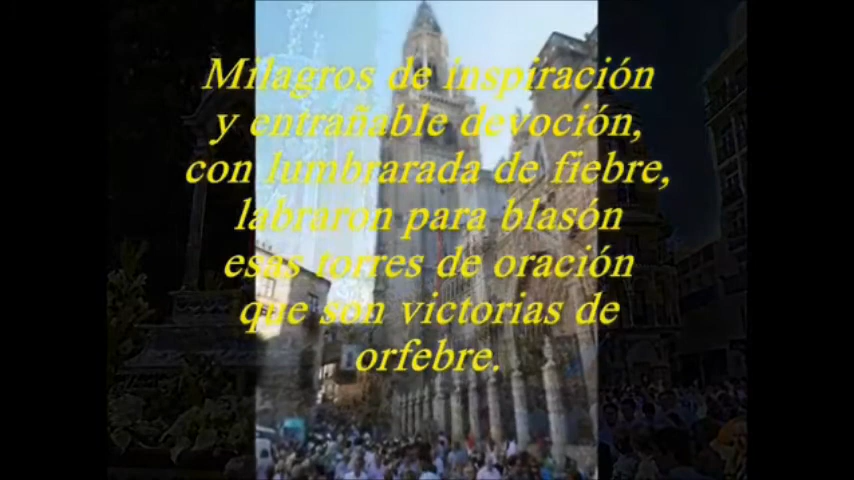 Milagros de inspiración
y entrañable devoción,
con lumbrarada de fiebre,
labraron para blasón
esas torres de oración
que son victorias de
orfebre.